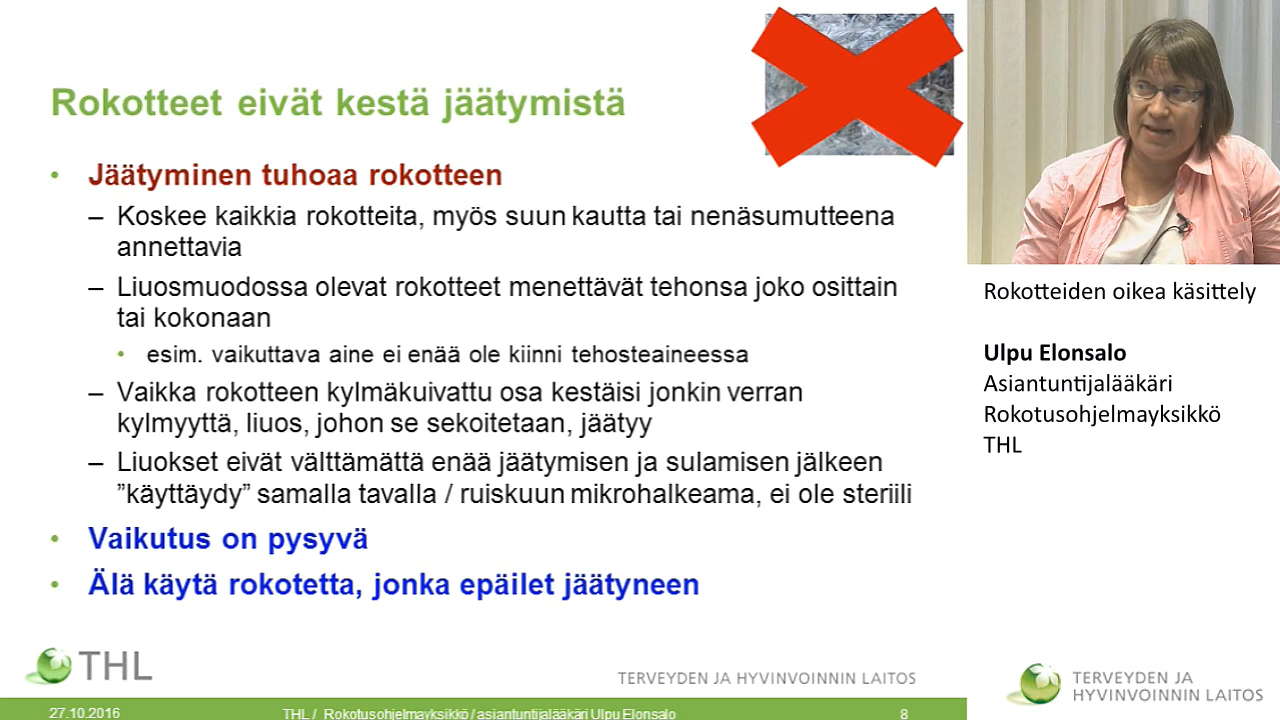 Rokotteet eivät kestä jäätymistä
• Jäätyminen tuhoaa rokotteen
– Koskee kaikkia rokotteita, myös suun kautta tai nenäsumutteena
annettavia
– Liuosmuodossa olevat rokotteet menettävät tehonsa joko osittain
tai kokonaan
• esim. vaikuttava aine ei enää ole kiinni tehosteaineessa
– Vaikka rokotteen kylmäkuivattu osa kestäisi jonkin verran
kylmyyttä, liuos, johon se sekoitetaan, jäätyy
– Liuokset eivät välttämättä enää jäätymisen ja sulamisen jälkeen
”käyttäydy” samalla tavalla / ruiskuun mikrohalkeama, ei ole steriili
• Vaikutus on pysyvä
• Älä käytä rokotetta, jonka epäilet jäätyneen
THL
TERVEYDEN JA HYVINVOINNIN LAITOS
27.10.2016
THL / Rokotusohjelmayksikkö / asiantuntijalääkäri Ulpu Elonsalo
8
Rokotteiden oikea käsittely
Ulpu Elonsalo
Asiantuntijalääkäri
Rokotusohjelmayksikkö
THL
TERVEYDEN JA
HYVINVOINNIN LAITOS